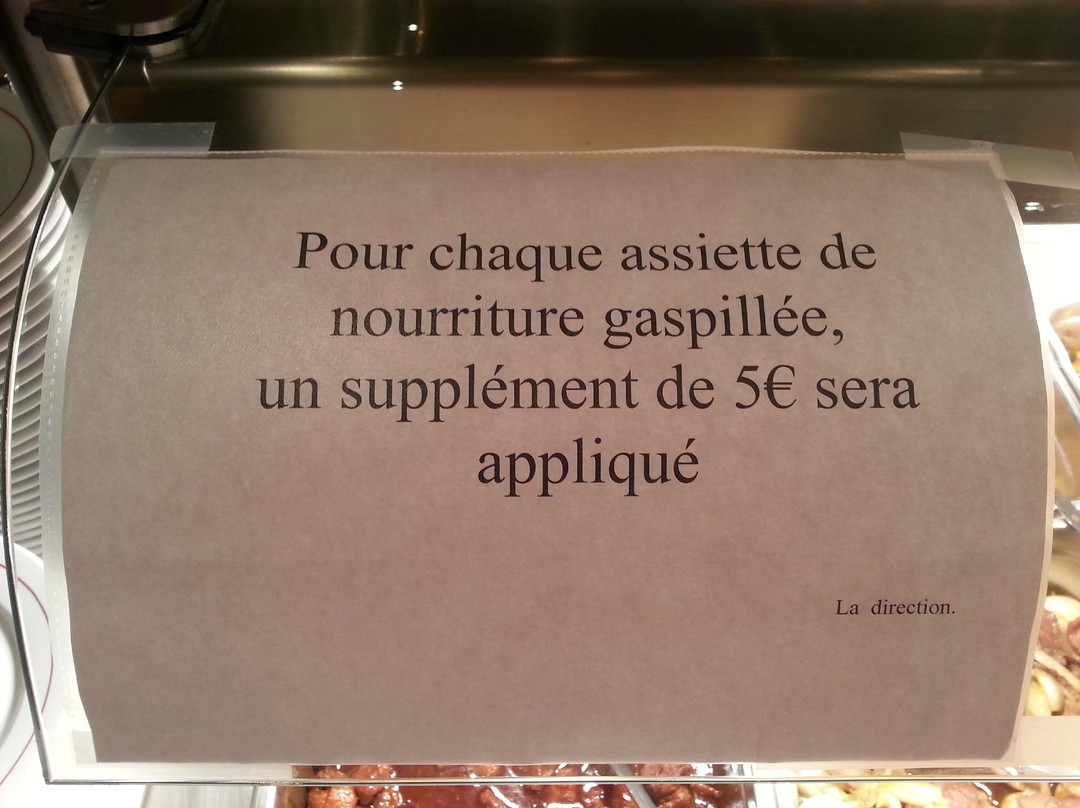 Pour chaque assiette de
nourriture gaspillée,
un supplément de 5€ sera
appliqué
La direction.